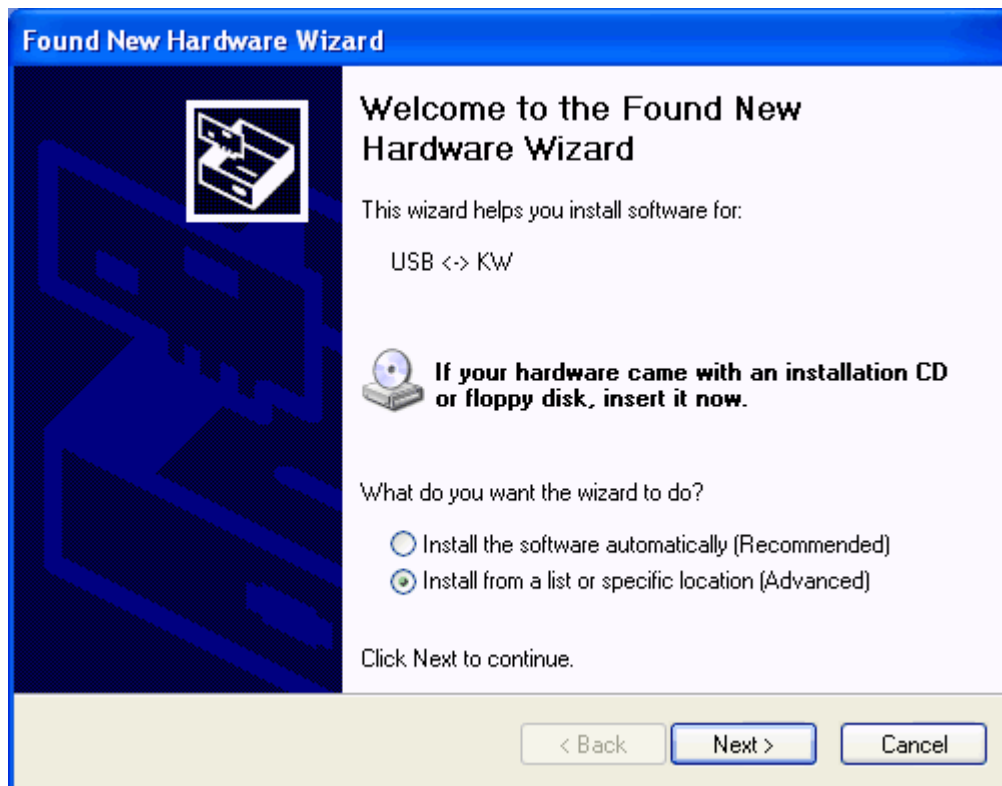 Found New Hardware Wizard
Welcome to the Found New
Hardware Wizard
This wizard helps you install software for:
USB <-> KW
If your hardware came with an installation CD
or floppy disk, insert it now.
What do you want the wizard to do?
Install the software automatically (Recommended)
Install from a list or specific location (Advanced)
Click Next to continue.
< Back Next > Cancel